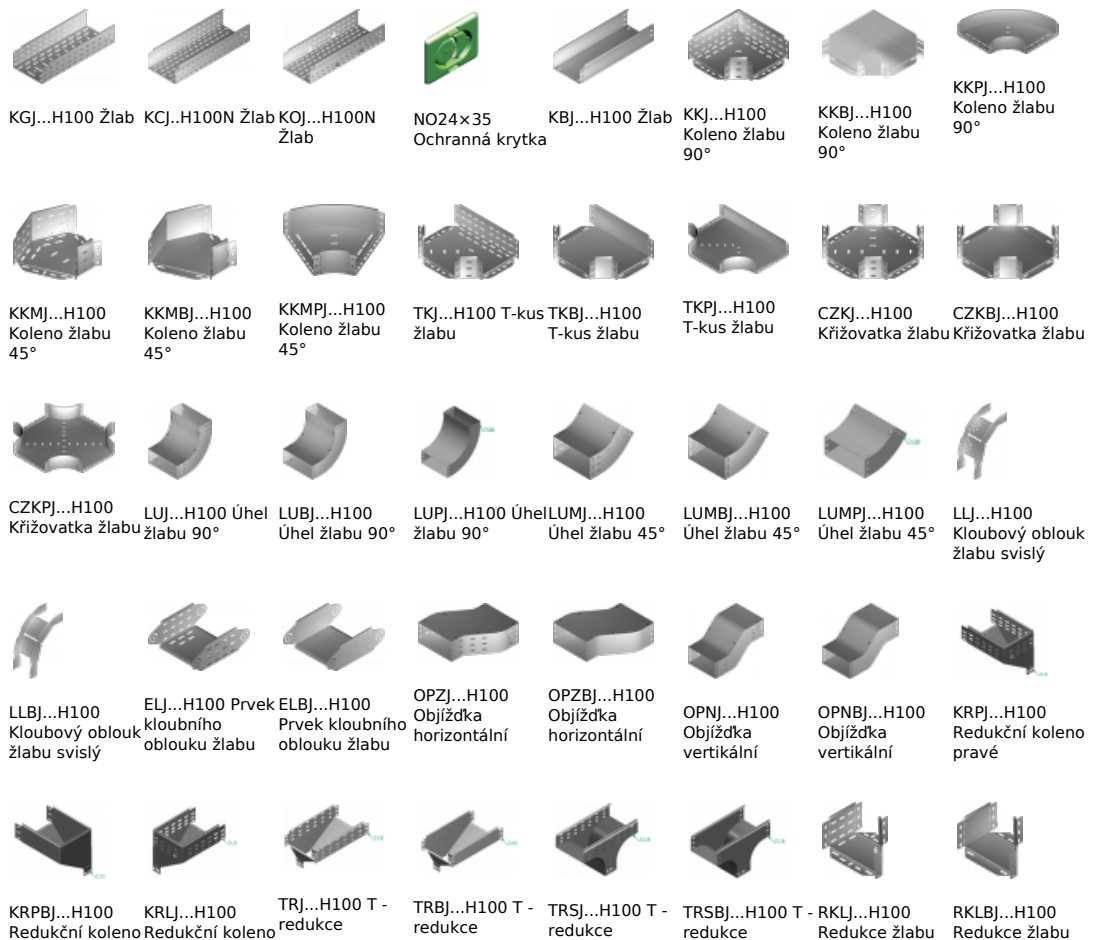 KGJ...H100 Žlab
KCJ..H100N Žlab
KOJ...H100N
Žlab
NO24×35
Ochranná krytka
KBJ...H100 Žlab
KKJ...H100
Koleno žlabu
90°
KKBJ...H100
Koleno žlabu
90°
KKPJ...H100
Koleno žlabu
90°
KKMJ...H100
Koleno žlabu
45°
KKMBJ...H100
Koleno žlabu
45°
KKMPJ...H100
Koleno žlabu
45°
TKJ...H100 T-kus
žlabu
TKBJ...H100
T-kus žlabu
TKPJ...H100
T-kus žlabu
CZKJ...H100
Křižovatka žlabu
CZKBJ...H100
Křižovatka žlabu
CZKPJ...H100
Křižovatka žlabu
LUJ...H100 Úhel
žlabu 90°
LUBJ...H100
Úhel žlabu 90°
LUPJ...H100 Úhel
žlabu 90°
LUMJ...H100
Úhel žlabu 45°
LUMBJ...H100
Úhel žlabu 45°
LUMPJ...H100
Úhel žlabu 45°
LLJ...H100
Kloubový oblouk
žlabu svislý
LLBJ...H100
Kloubový oblouk
žlabu svislý
ELJ...H100 Prvek
kloubního
oblouku žlabu
ELBJ...H100
Prvek kloubního
oblouku žlabu
OPZJ...H100
Objížďka
horizontální
OPZBJ...H100
Objížďka
horizontální
OPNJ...H100
Objížďka
vertikální
OPNBJ...H100
Objížďka
vertikální
KRPJ...H100
Redukční koleno
pravé
KRPBJ...H100
Redukční koleno
KRLJ...H100
Redukční koleno
TRJ...H100 T -
redukce
TRBJ...H100 T -
redukce
TRSJ...H100 T -
redukce
TRSBJ...H100 T -
redukce
RKLJ...H100
Redukce žlabu
RKLBJ...H100
Redukce žlabu